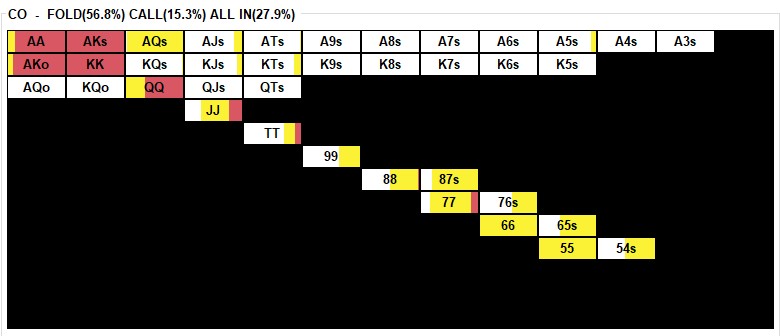 CO - FOLD(56.8%) CALL(15.3%) ALL IN(27.9%)
AA AKs AQs AJs ATs A9s A8s A7s A6s A5s A4s A3s
AKo KK KQs KJs KTs K9s K8s K7s K6s K5s
AQo KQo QQ QJs QTs
JJ
TT
99
88 87s
77 76s
66 65s
55 54s